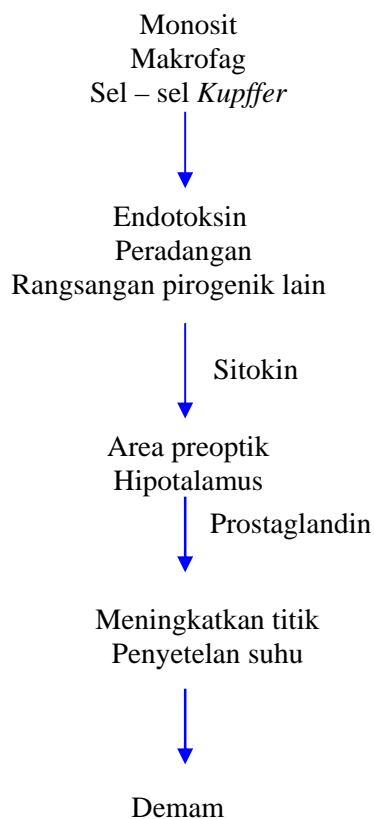 Monosit
Makrofag
Sel – sel Kupffer
Endotoksin
Peradangan
Rangsangan pirogenik lain
Sitokin
Area preoptik
Hipotalamus
Prostaglandin
Meningkatkan titik
Penyetelan suhu
Demam